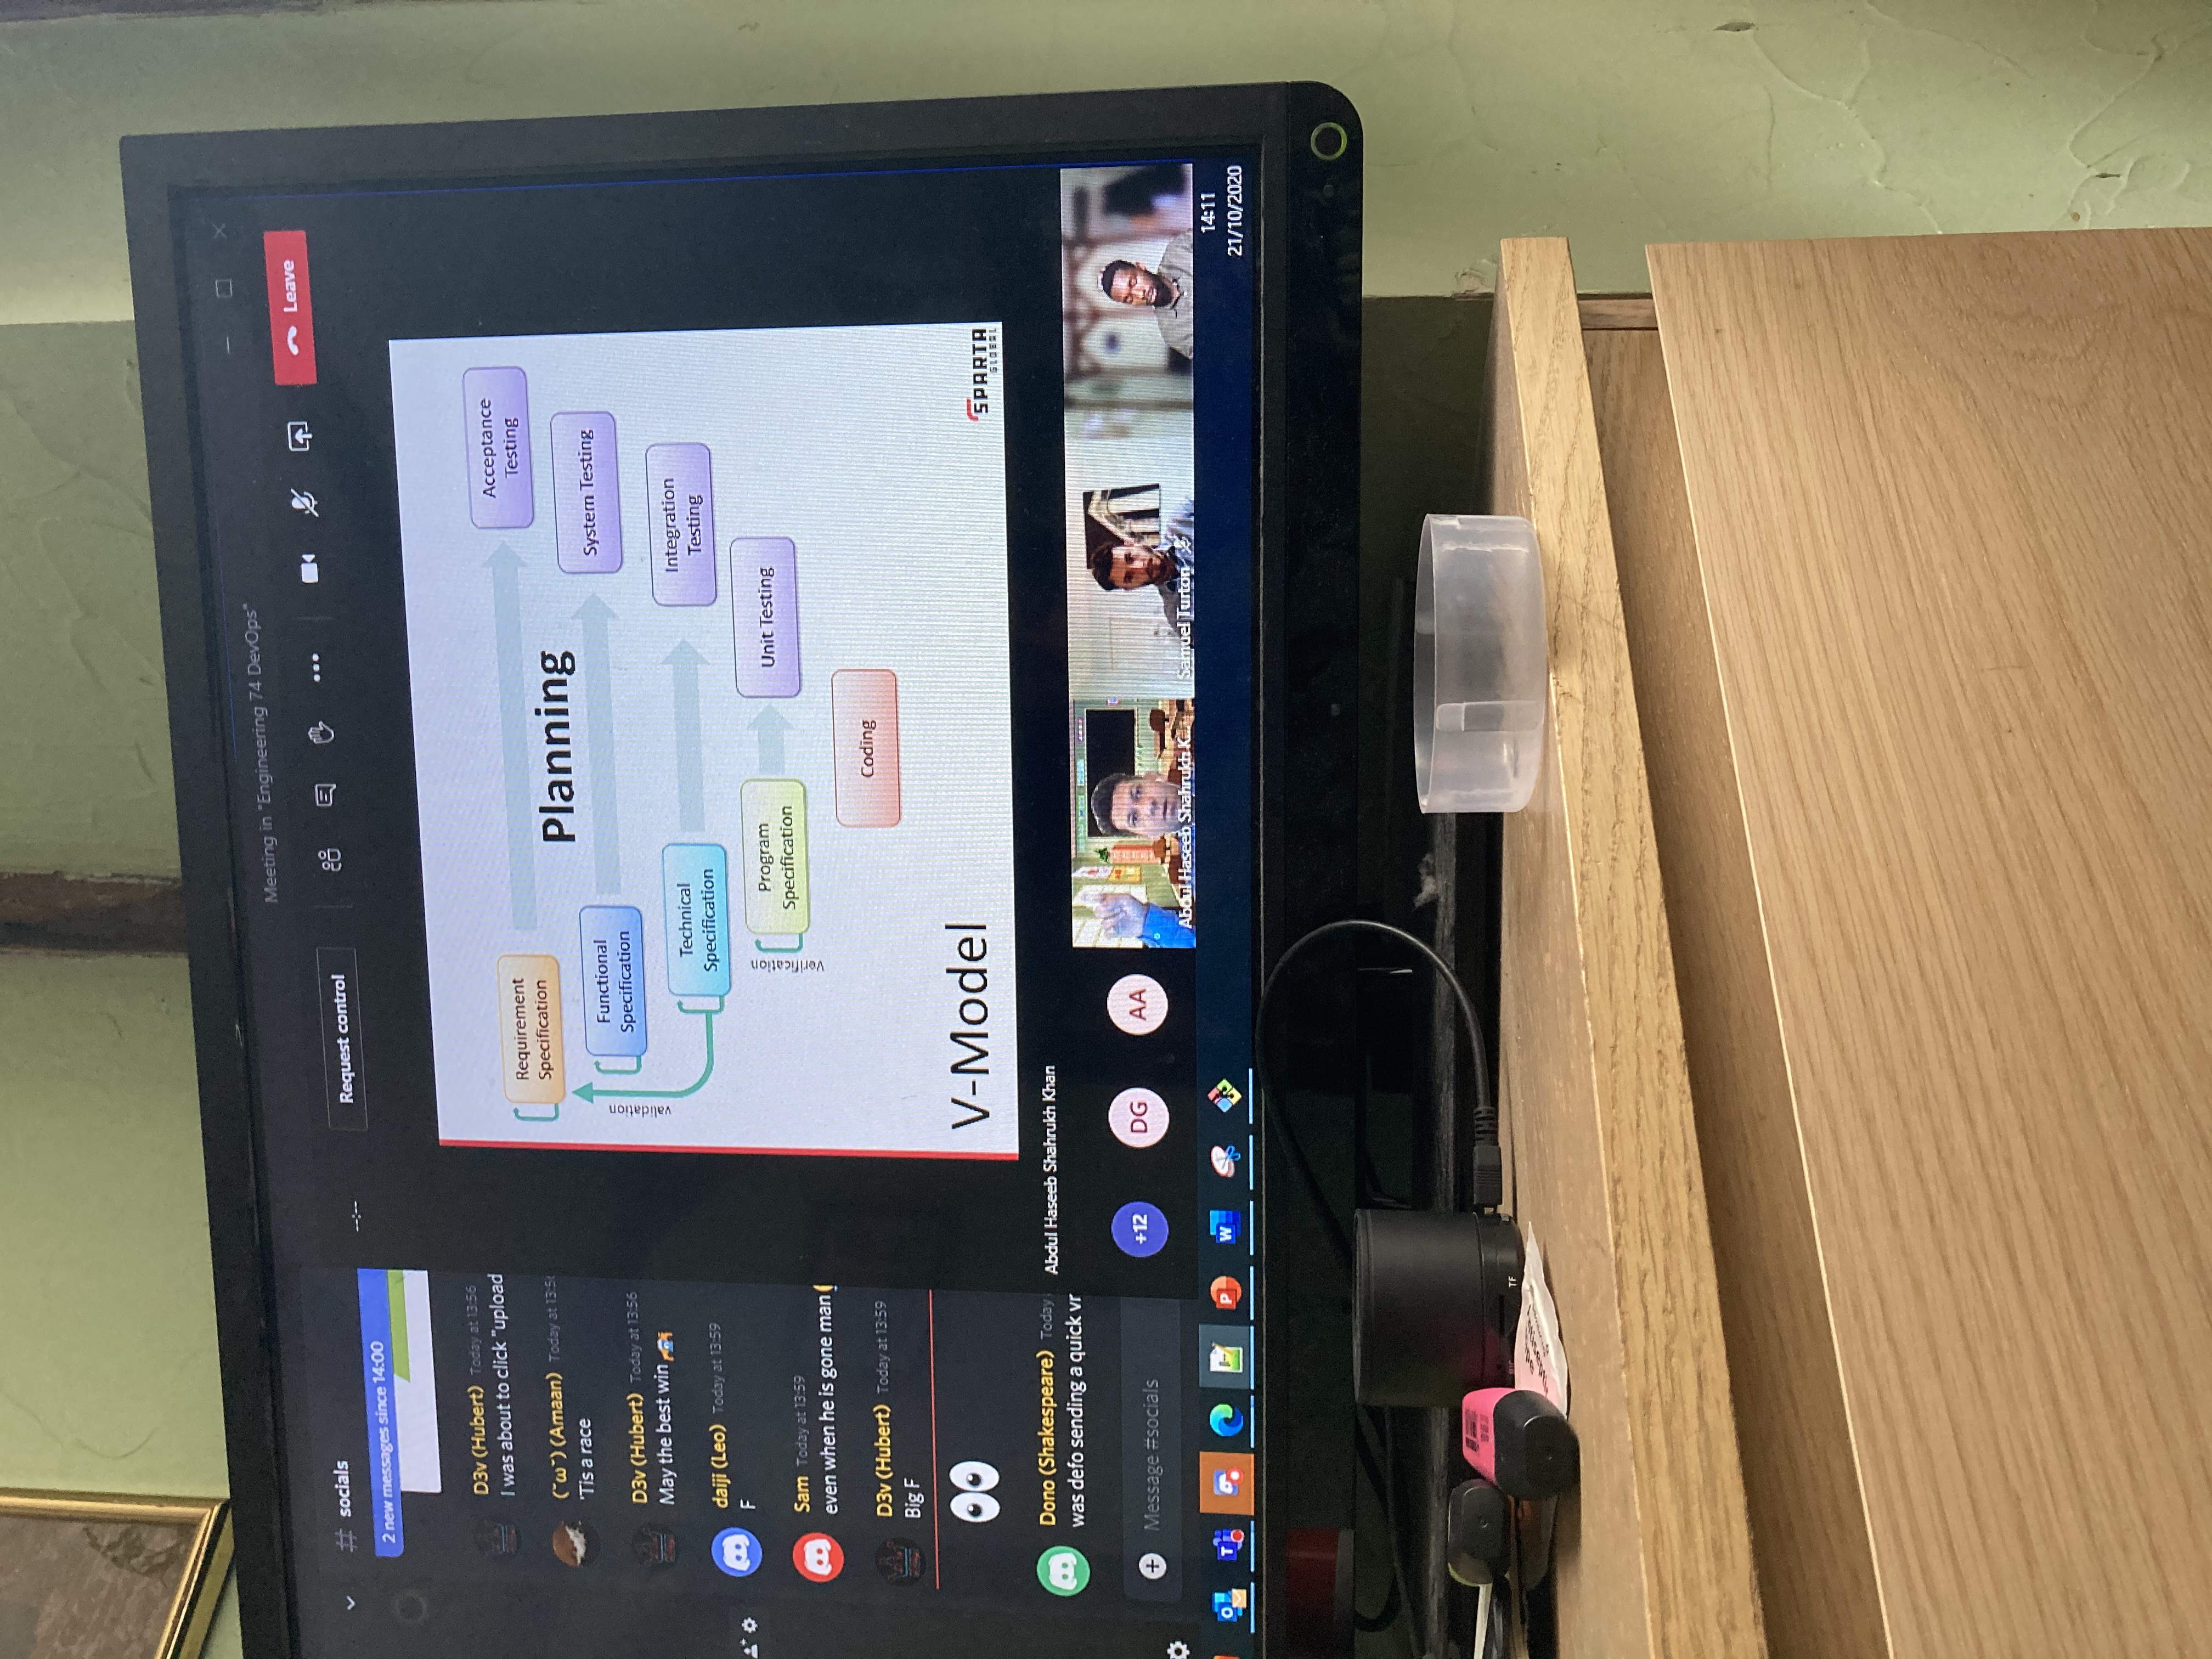 Meeting in "Engineering 74 DevOps"
# socials
2 new messages since 14:00
D3v (Hubert) Today at 13:56
I was about to click "upload
(˘ω˘) (Amaan) Today at 13:5
'Tis a race
D3v (Hubert) Today at 13:56
May the best win
daiji (Leo) Today at 13:59
F
Sam Today at 13:59
even when he is gone man
D3v (Hubert) Today at 13:59
Big F
Dono (Shakespeare) Today
was defo sending a quick vr
Message #socials
--:--
Request control
Leave
Requirement
Specification
Planning
Acceptance
Testing
validation
Functional
Specification
System Testing
Technical
Specification
Integration
Testing
Verification
Program
Specification
Unit Testing
Coding
V-Model
SPARTA
GLOBAL
Abdul Haseeb Shahrukh Khan
+12
DG
AA
Abdul Haseeb Shahrukh K...
Samuel Turton
14:11
21/10/2020
TF